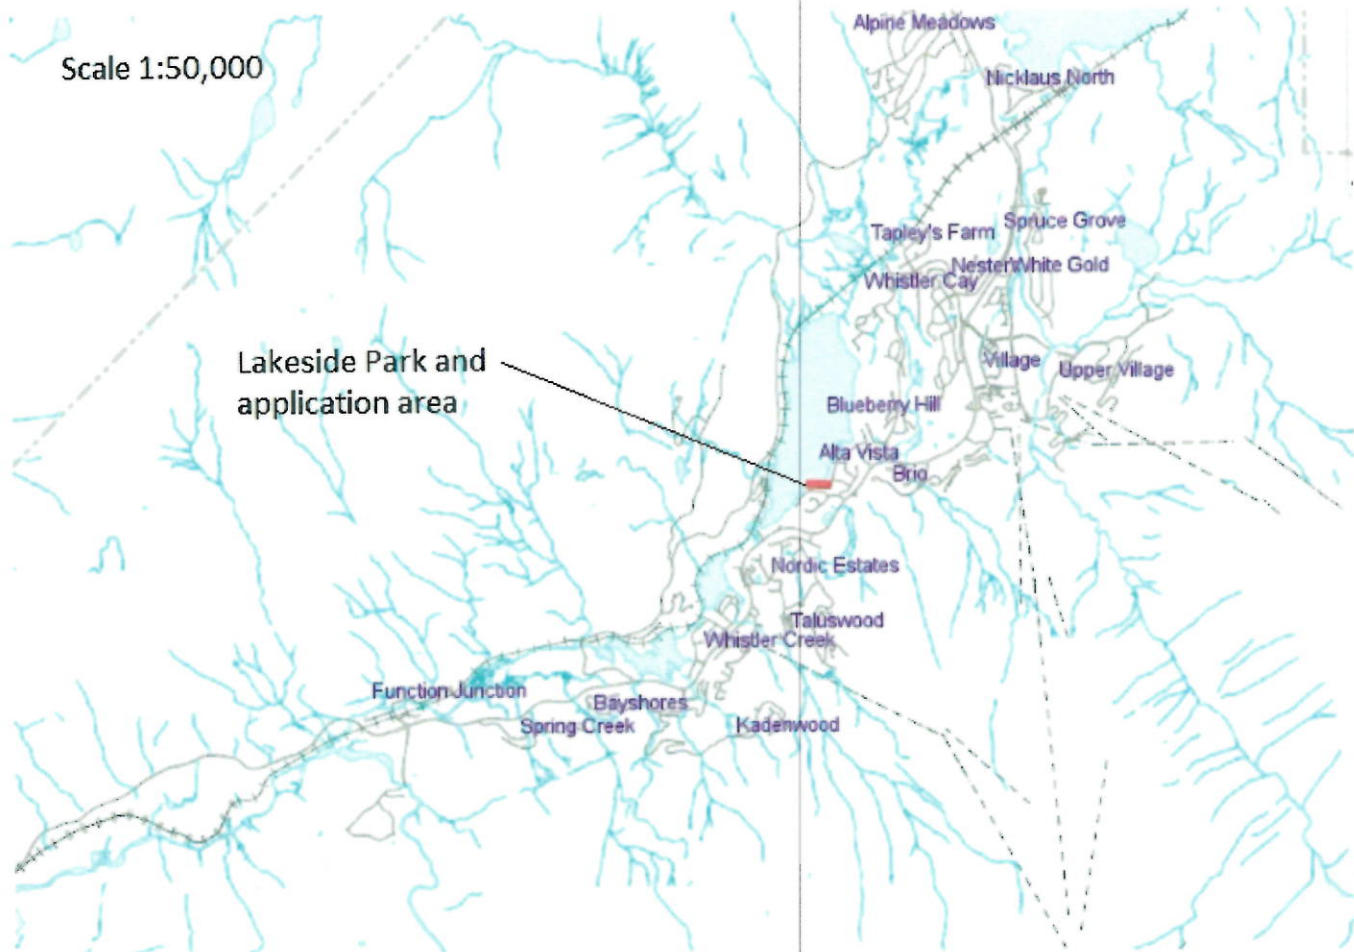 Alpine Meadows
Scale 1:50,000
Nicklaus North
Spruce Grove
Tapley's Farm
Nesters
White Gold
Whistler Cay
Lakeside Park and
application area
Village
Upper Village
Blueberry Hill
Alta Vista
Brio
Nordic Estates
Taluswood
Whistler Creek
Function Junction
Bayshores
Spring Creek
Kadenwood